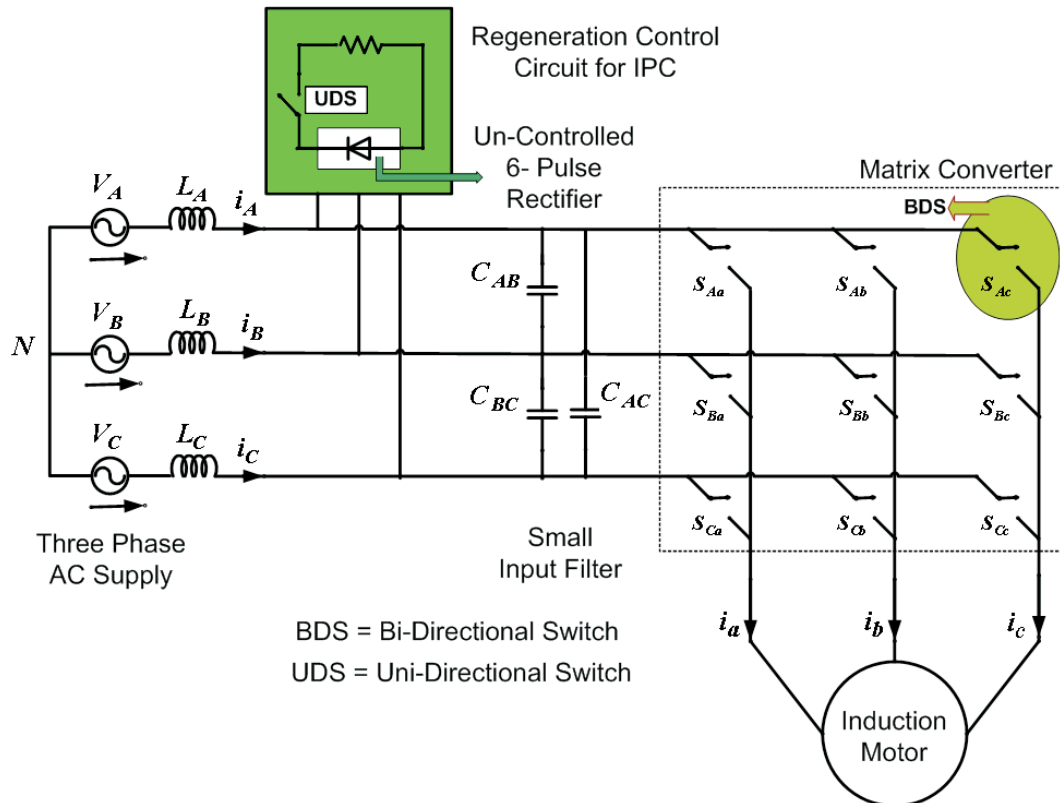 Regeneration Control
Circuit for IPC
UDS
Un-Controlled
6- Pulse
Rectifier
Matrix Converter
BDS
V_A
L_A
i_A
C_AB
S_Aa
S_Ab
S_Ac
N
V_B
L_B
i_B
C_BC
C_AC
S_Ba
S_Bb
S_Bc
V_C
L_C
i_C
S_Ca
S_Cb
S_Cc
Three Phase
AC Supply
Small
Input Filter
BDS = Bi-Directional Switch
UDS = Uni-Directional Switch
i_a
i_b
i_c
Induction
Motor